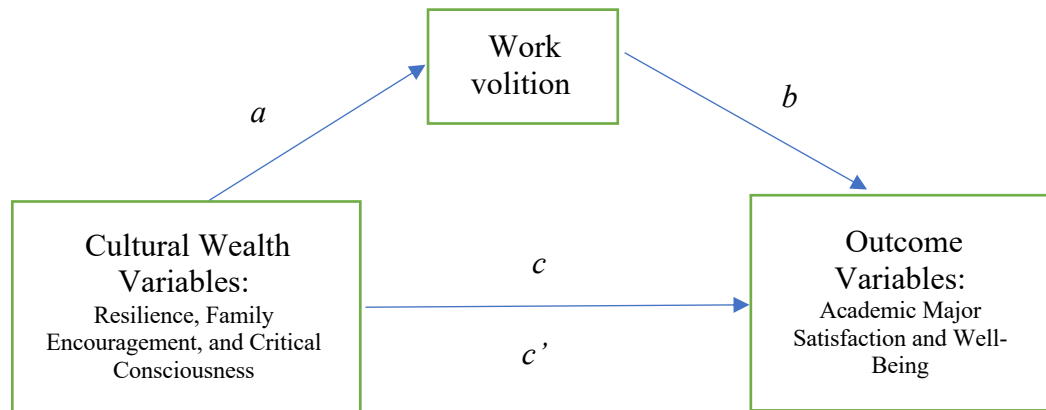 Work
volition
a
b
Cultural Wealth
Variables:
Resilience, Family
Encouragement, and Critical
Consciousness
c
c’
Outcome
Variables:
Academic Major
Satisfaction and Well-
Being